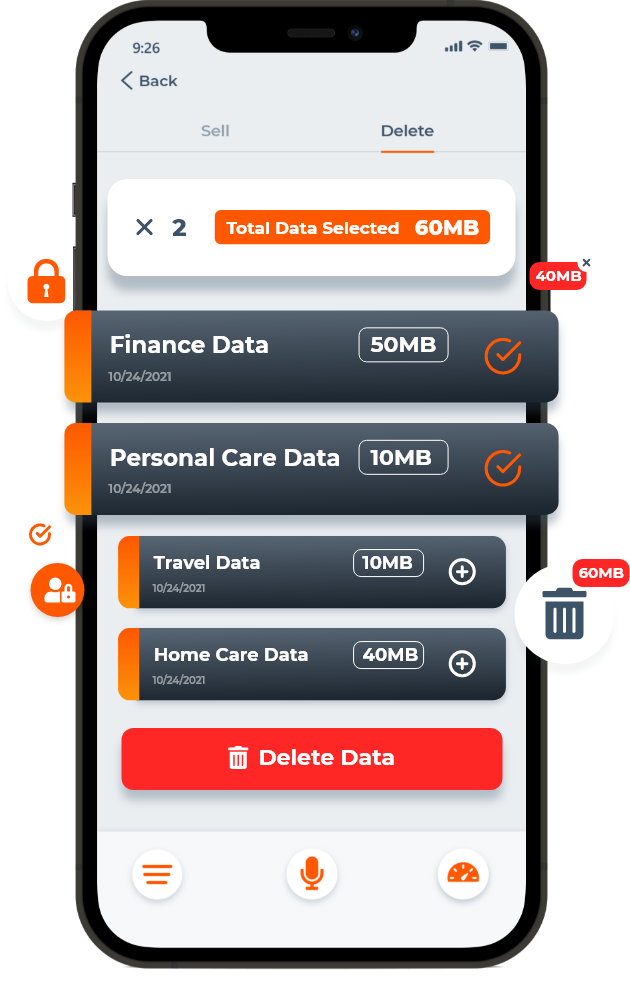 9:26
Back
Sell
Delete
× 2 Total Data Selected 60MB
40MB ×
Finance Data 50MB
10/24/2021
Personal Care Data 10MB
10/24/2021
Travel Data 10MB
10/24/2021
60MB
Home Care Data 40MB
10/24/2021
Delete Data